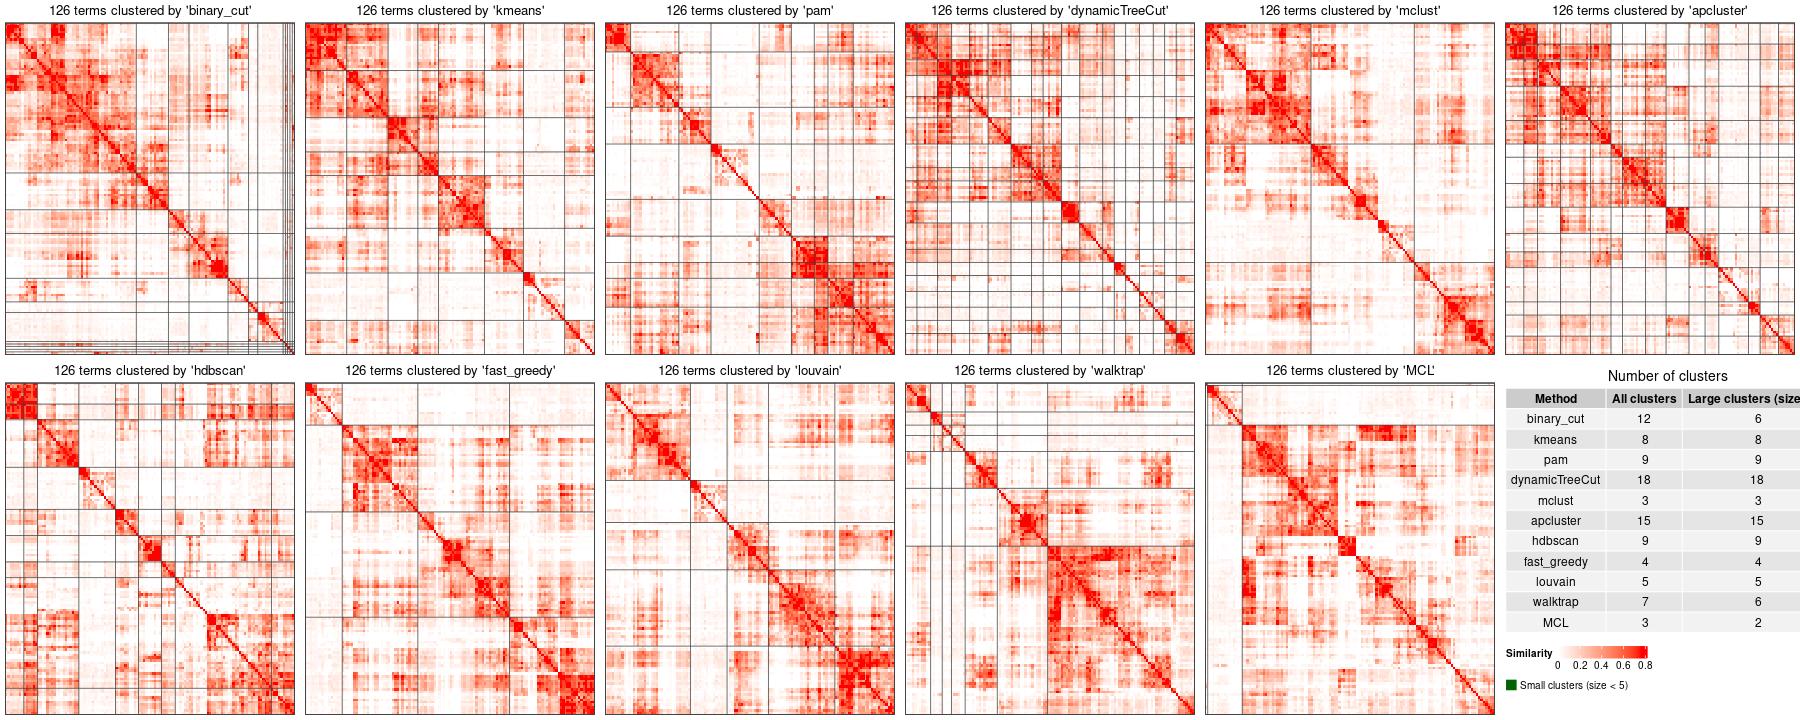 126 terms clustered by 'binary_cut'
126 terms clustered by 'kmeans'
126 terms clustered by 'pam'
126 terms clustered by 'dynamicTreeCut'
126 terms clustered by 'mclust'
126 terms clustered by 'apcluster'
126 terms clustered by 'hdbscan'
126 terms clustered by 'fast_greedy'
126 terms clustered by 'louvain'
126 terms clustered by 'walktrap'
126 terms clustered by 'MCL'
Number of clusters
Method All clusters Large clusters (size
binary_cut 12 6
kmeans 8 8
pam 9 9
dynamicTreeCut 18 18
mclust 3 3
apcluster 15 15
hdbscan 9 9
fast_greedy 4 4
louvain 5 5
walktrap 7 6
MCL 3 2
Similarity
0 0.2 0.4 0.6 0.8
Small clusters (size < 5)